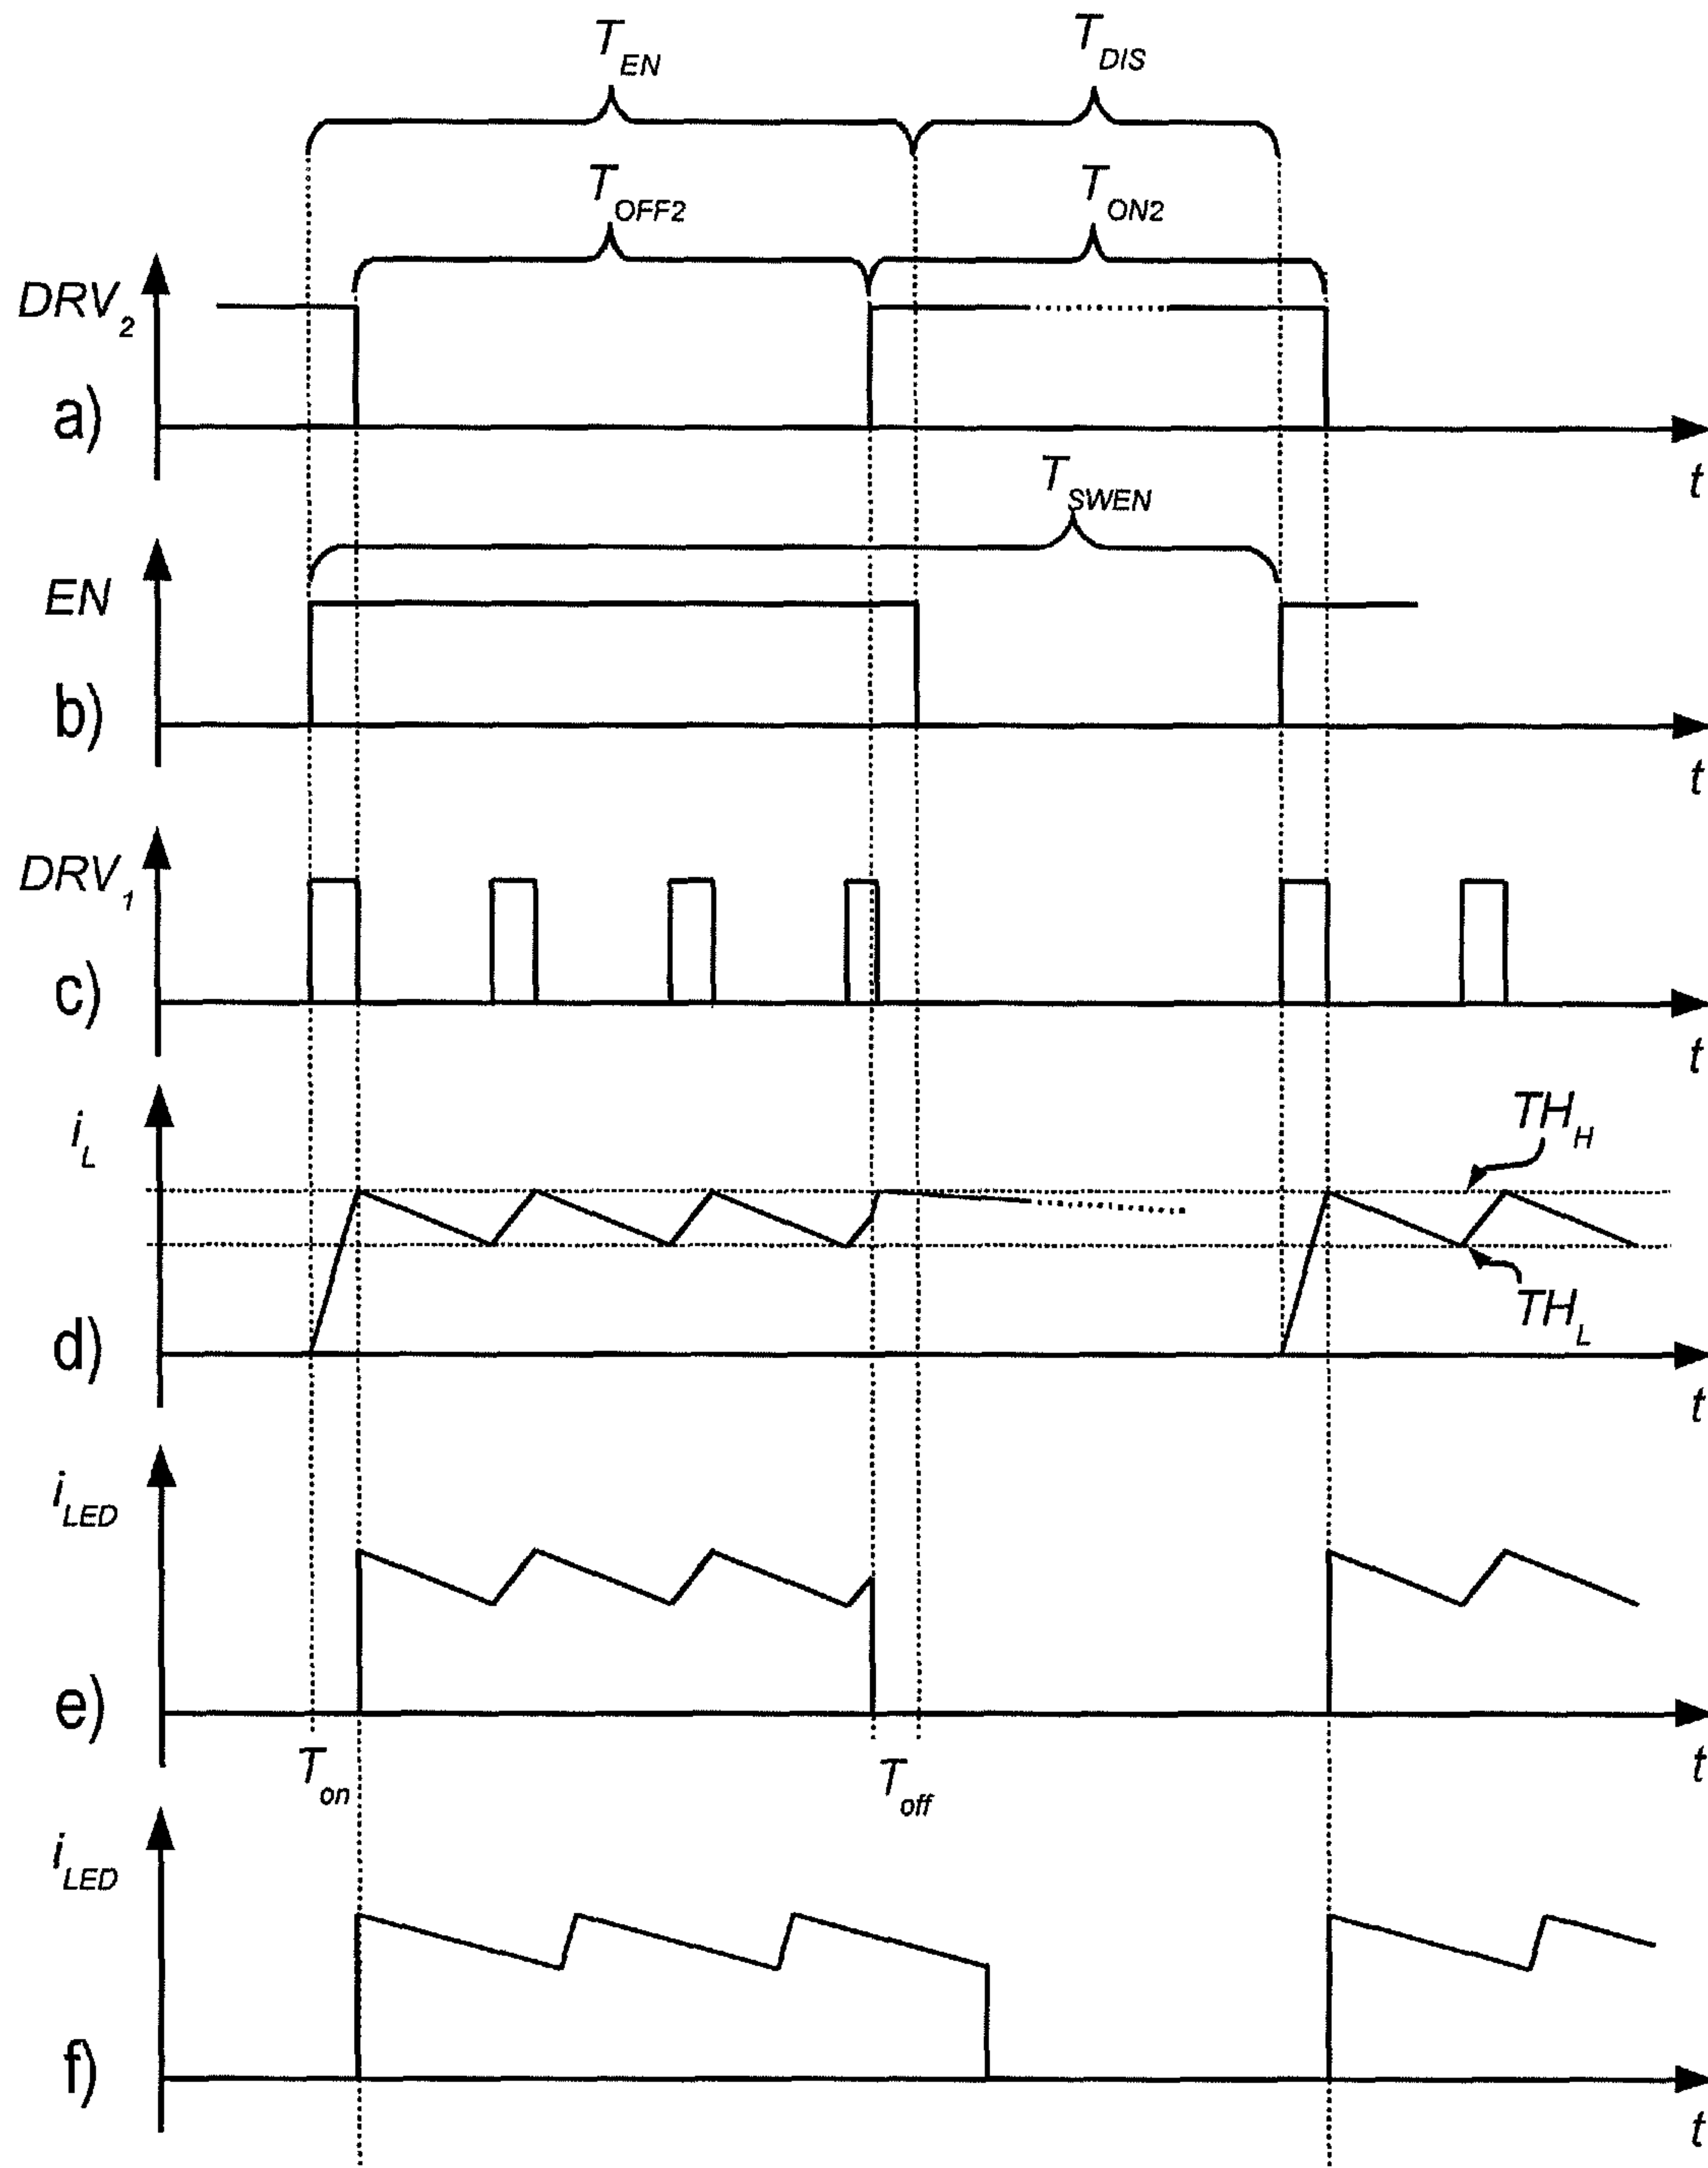 T_EN T_DIS
T_OFF2 T_ON2
DRV_2
a)
t
T_SWEN
EN
b)
t
DRV_1
c)
t
i_L
TH_H
TH_L
d)
t
i_LED
e)
t
T_on T_off
i_LED
f)
t